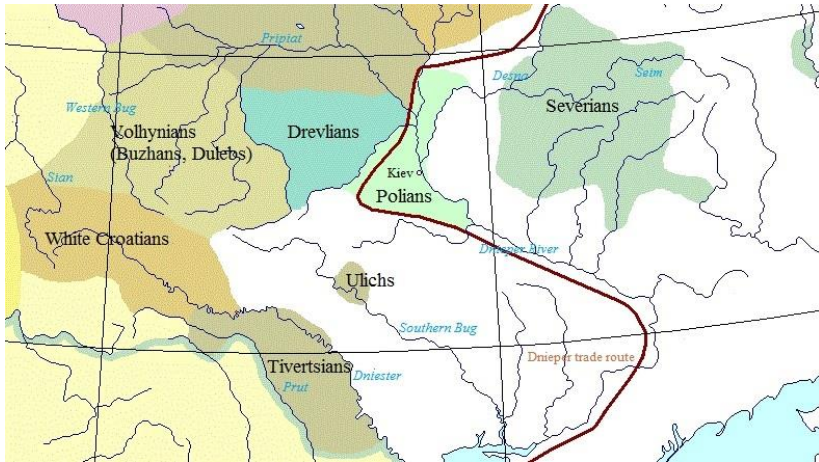 Pripiat
Desna
Seim
Western Bug
Volhynians
(Buzhans, Dulebs)
Drevlians
Severians
Kiev
Polians
Sian
White Croatians
Dnieper River
Ulichs
Southern Bug
Tivertsians
Dnieper trade route
Prut
Dniester